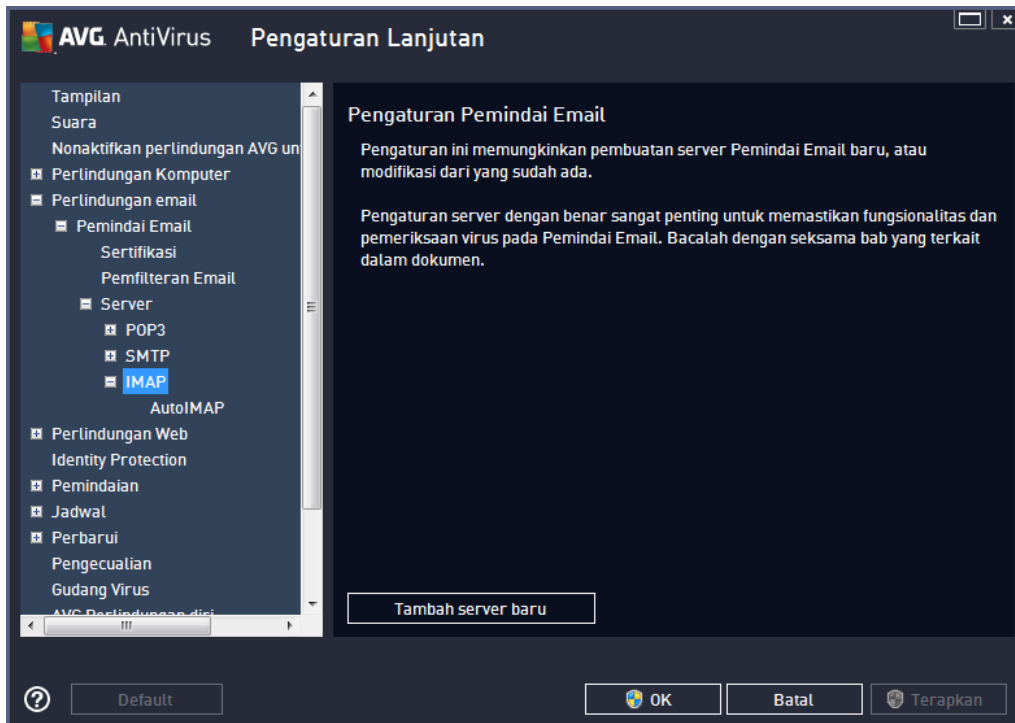 AVG. AntiVirus Pengaturan Lanjutan
Tampilan
Suara
Nonaktifkan perlindungan AVG un
Perlindungan Komputer
Perlindungan email
Pemindai Email
Sertifikasi
Pemfilteran Email
Server
POP3
SMTP
IMAP
AutoIMAP
Perlindungan Web
Identity Protection
Pemindaian
Jadwal
Perbarui
Pengecualian
Gudang Virus
AVG Perlindungan diri
Pengaturan Pemindai Email
Pengaturan ini memungkinkan pembuatan server Pemindai Email baru, atau
modifikasi dari yang sudah ada.
Pengaturan server dengan benar sangat penting untuk memastikan fungsionalitas dan
pemeriksaan virus pada Pemindai Email. Bacalah dengan seksama bab yang terkait
dalam dokumen.
Tambah server baru
Default
OK
Batal
Terapkan